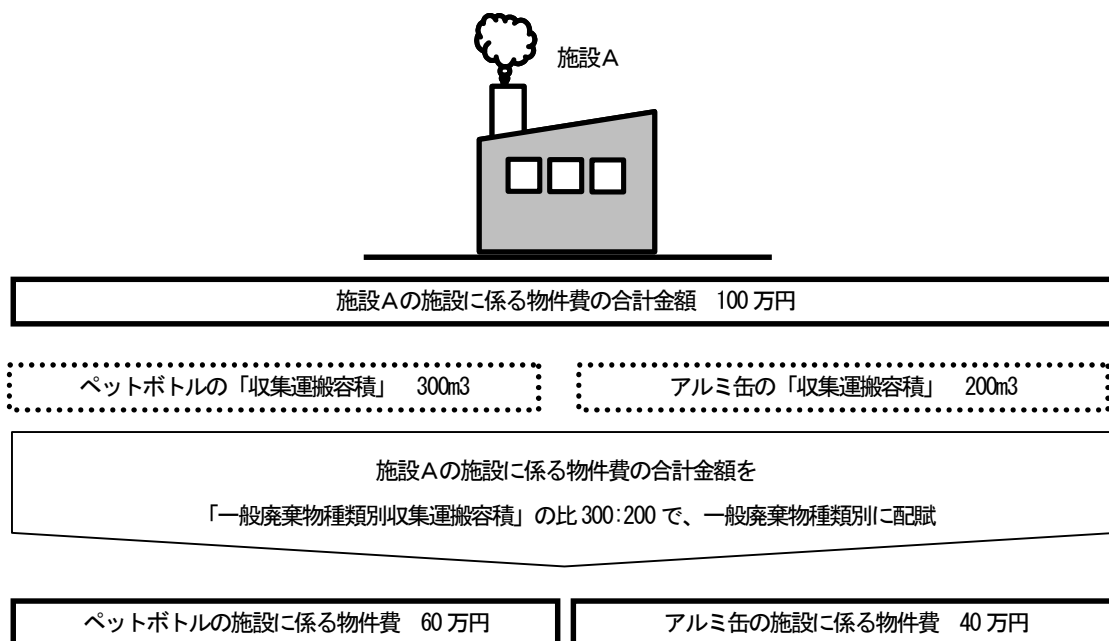 施設A
施設Aの施設に係る物件費の合計金額 100万円
ペットボトルの「収集運搬容積」 300m3
アルミ缶の「収集運搬容積」 200m3
施設Aの施設に係る物件費の合計金額を
「一般廃棄物種類別収集運搬容積」の比300:200で、一般廃棄物種類別に配賦
ペットボトルの施設に係る物件費 60万円
アルミ缶の施設に係る物件費 40万円